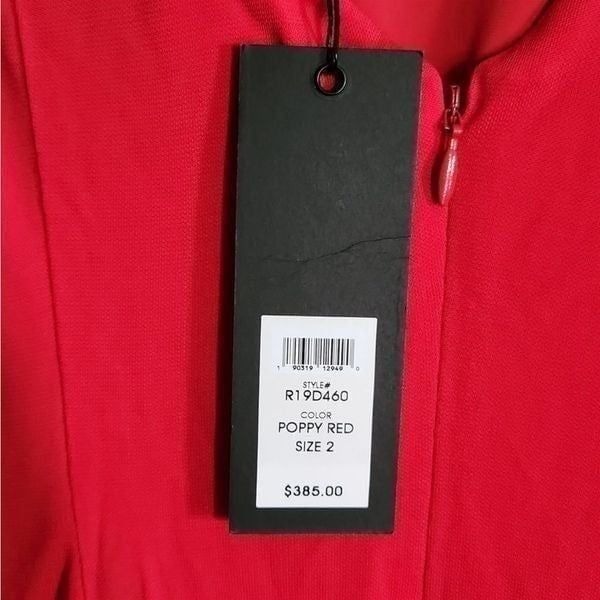 1 90319 12949 0
STYLE#
R19D460
COLOR
POPPY RED
SIZE 2
$385.00